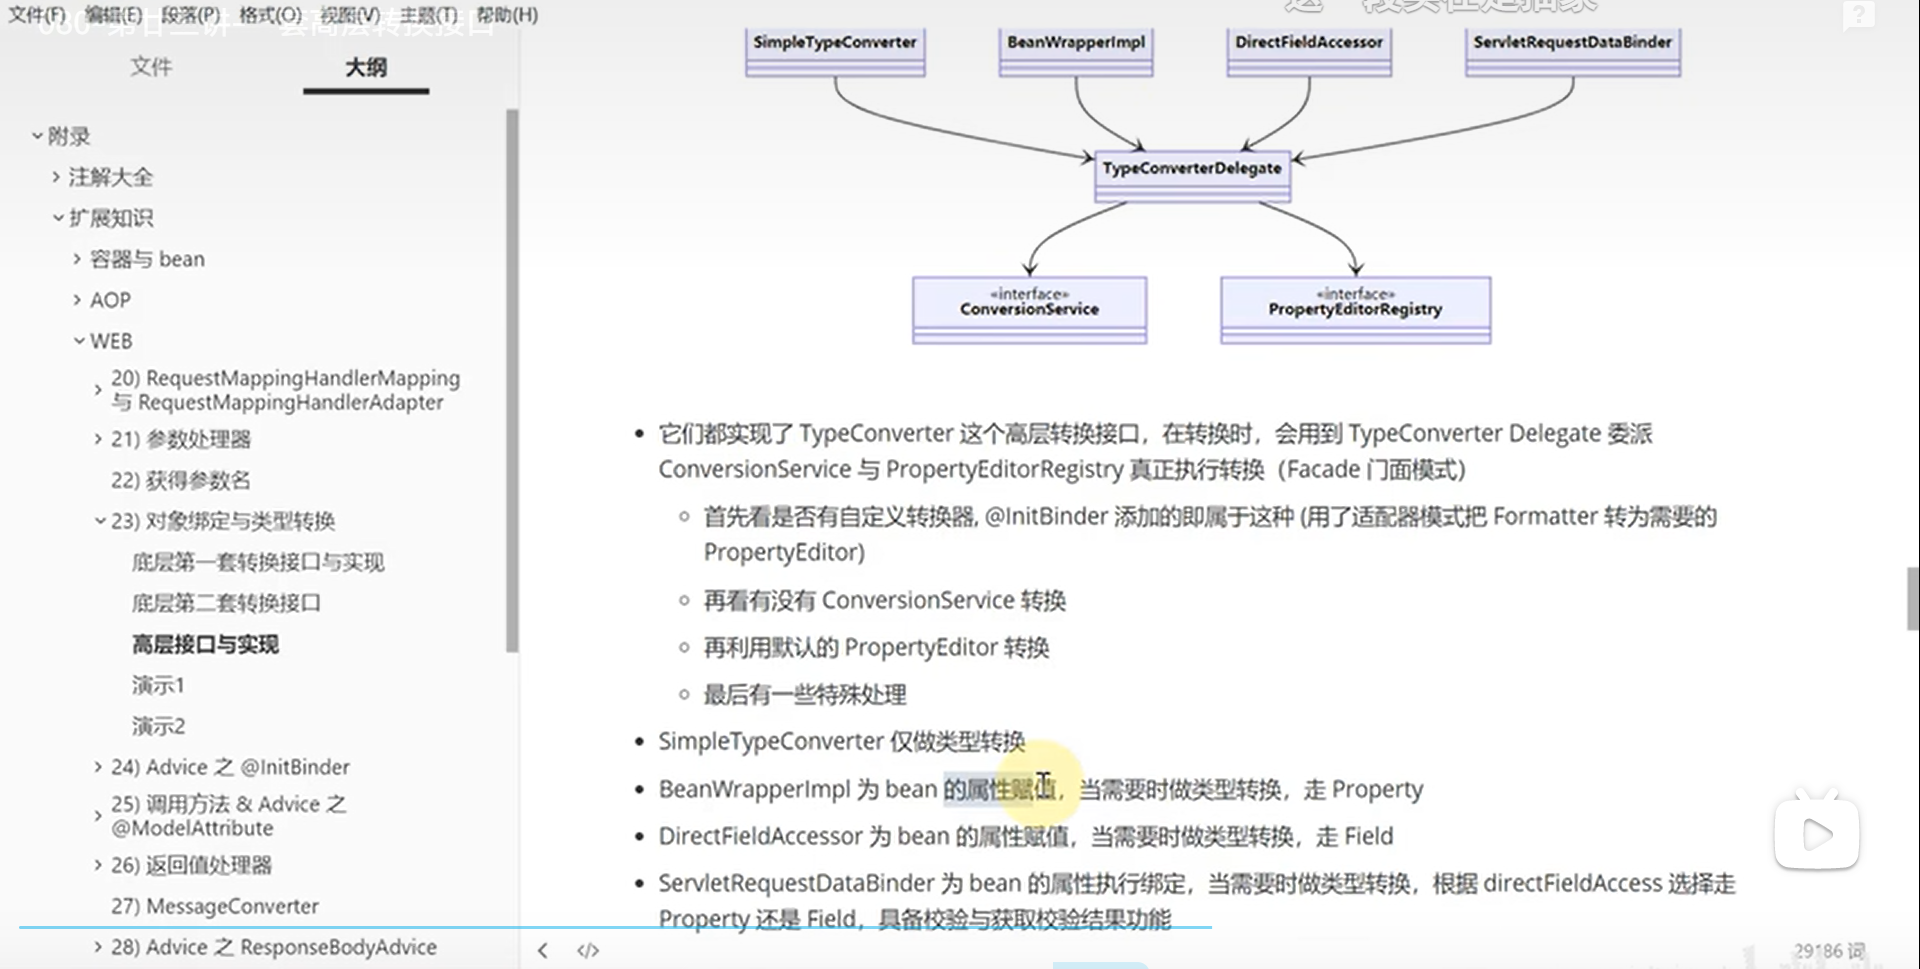 文件(F) 编辑(E) 段落(P) 格式(O) 视图(V) 主题(T) 帮助(H)
文件
大纲
附录
注解大全
扩展知识
容器与 bean
AOP
WEB
20) RequestMappingHandlerMapping
与 RequestMappingHandlerAdapter
21) 参数处理器
22) 获得参数名
23) 对象绑定与类型转换
底层第一套转换接口与实现
底层第二套转换接口
高层接口与实现
演示1
演示2
24) Advice 之 @InitBinder
25) 调用方法 & Advice 之
@ModelAttribute
26) 返回值处理器
27) MessageConverter
28) Advice 之 ResponseBodyAdvice
SimpleTypeConverter
BeanWrapperImpl
DirectFieldAccessor
ServletRequestDataBinder
TypeConverterDelegate
«interface»
ConversionService
«interface»
PropertyEditorRegistry
它们都实现了 TypeConverter 这个高层转换接口，在转换时，会用到 TypeConverter Delegate 委派
ConversionService 与 PropertyEditorRegistry 真正执行转换（Facade 门面模式）
首先看是否有自定义转换器, @InitBinder 添加的即属于这种 (用了适配器模式把 Formatter 转为需要的
PropertyEditor)
再看有没有 ConversionService 转换
再利用默认的 PropertyEditor 转换
最后有一些特殊处理
SimpleTypeConverter 仅做类型转换
BeanWrapperImpl 为 bean 的属性赋值，当需要时做类型转换，走 Property
DirectFieldAccessor 为 bean 的属性赋值，当需要时做类型转换，走 Field
ServletRequestDataBinder 为 bean 的属性执行绑定，当需要时做类型转换，根据 directFieldAccess 选择走
Property 还是 Field，具备校验与获取校验结果功能
29186 词